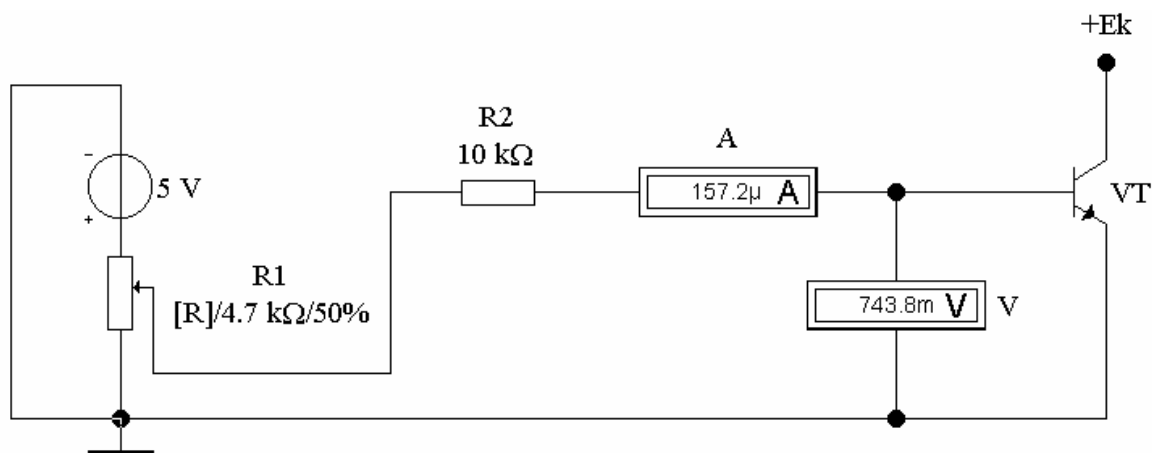 +Ek
R2
10 kΩ
A
157.2µ A
VT
-
5 V
+
R1
[R]/4.7 kΩ/50%
743.8m V
V